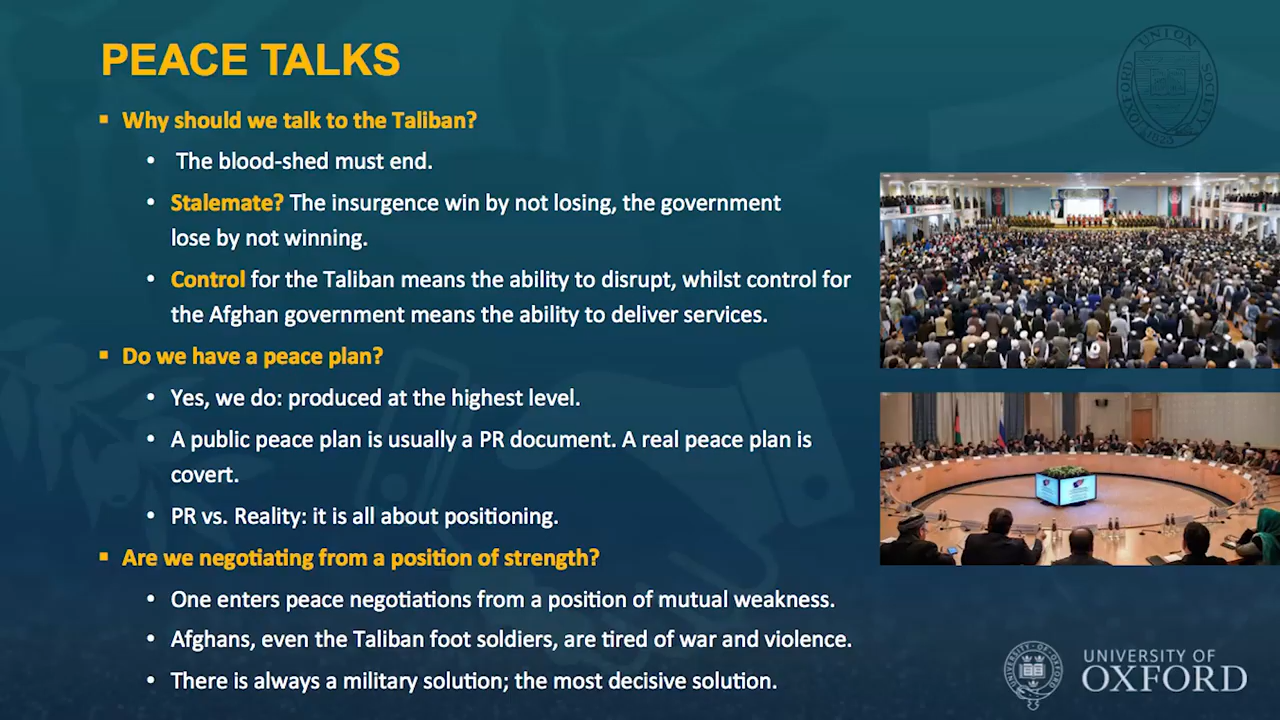 PEACE TALKS
Why should we talk to the Taliban?
The blood-shed must end.
Stalemate? The insurgence win by not losing, the government
lose by not winning.
Control for the Taliban means the ability to disrupt, whilst control for
the Afghan government means the ability to deliver services.
Do we have a peace plan?
Yes, we do: produced at the highest level.
A public peace plan is usually a PR document. A real peace plan is
covert.
PR vs. Reality: it is all about positioning.
Are we negotiating from a position of strength?
One enters peace negotiations from a position of mutual weakness.
Afghans, even the Taliban foot soldiers, are tired of war and violence.
There is always a military solution; the most decisive solution.
OXFORD UNION SOCIETY 1823
UNIVERSITY OF
OXFORD